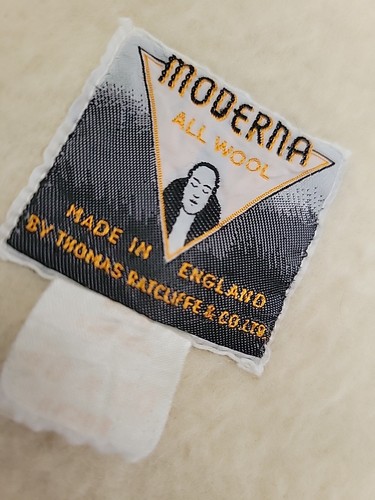 MODERNA
ALL WOOL
MADE IN ENGLAND
BY THOMAS RATCLIFFE & CO. LTD.